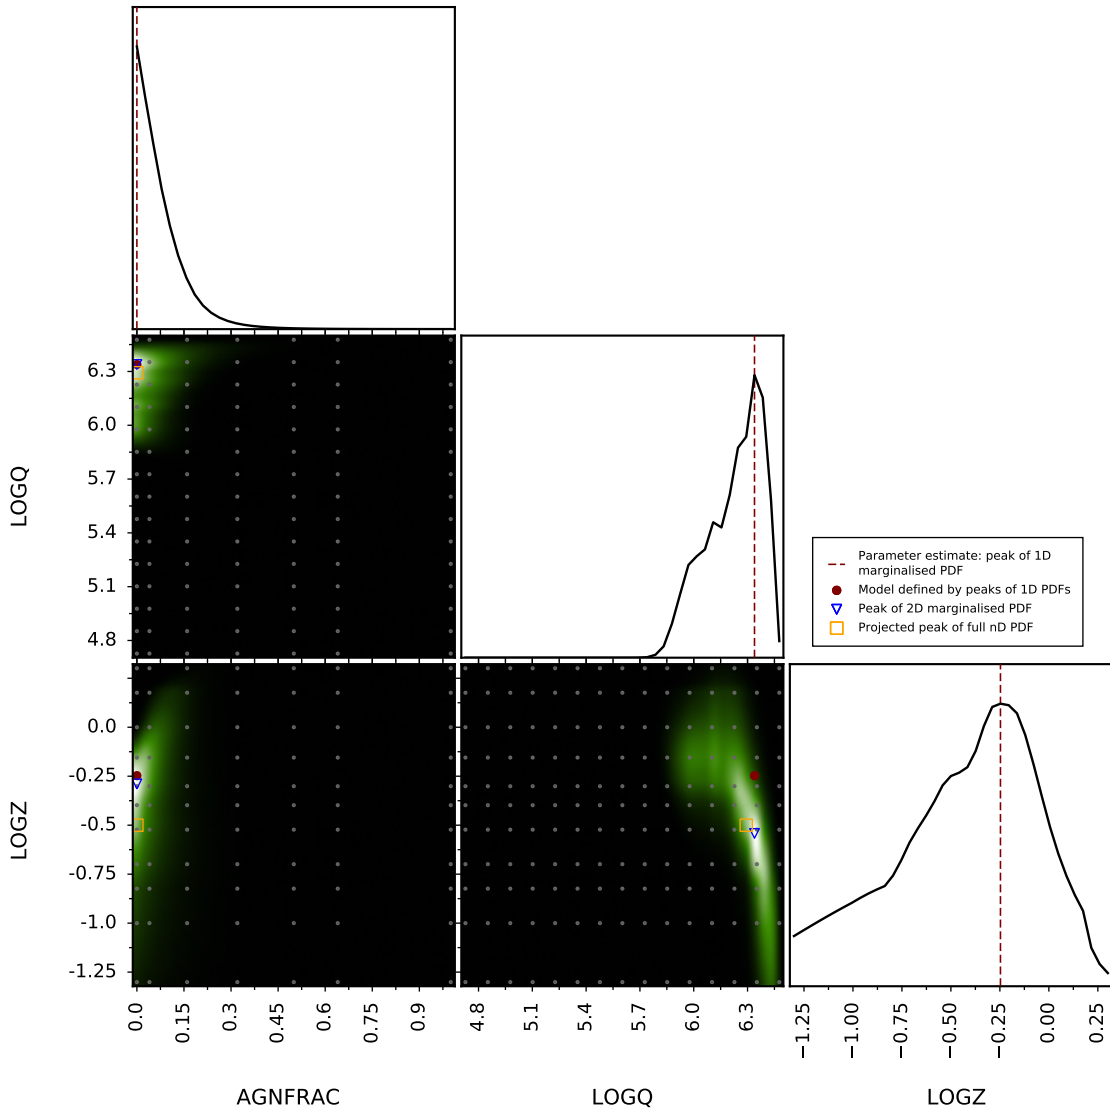 6.3
6.0
5.7
5.4
5.1
4.8
LOGQ
Parameter estimate: peak of 1D
marginalised PDF
Model defined by peaks of 1D PDFs
Peak of 2D marginalised PDF
Projected peak of full nD PDF
0.0
-0.25
-0.5
-0.75
-1.0
-1.25
LOGZ
0.0 0.15 0.3 0.45 0.6 0.75 0.9
4.8 5.1 5.4 5.7 6.0 6.3
−1.25 −1.00 −0.75 −0.50 −0.25 0.00 0.25
AGNFRAC LOGQ LOGZ